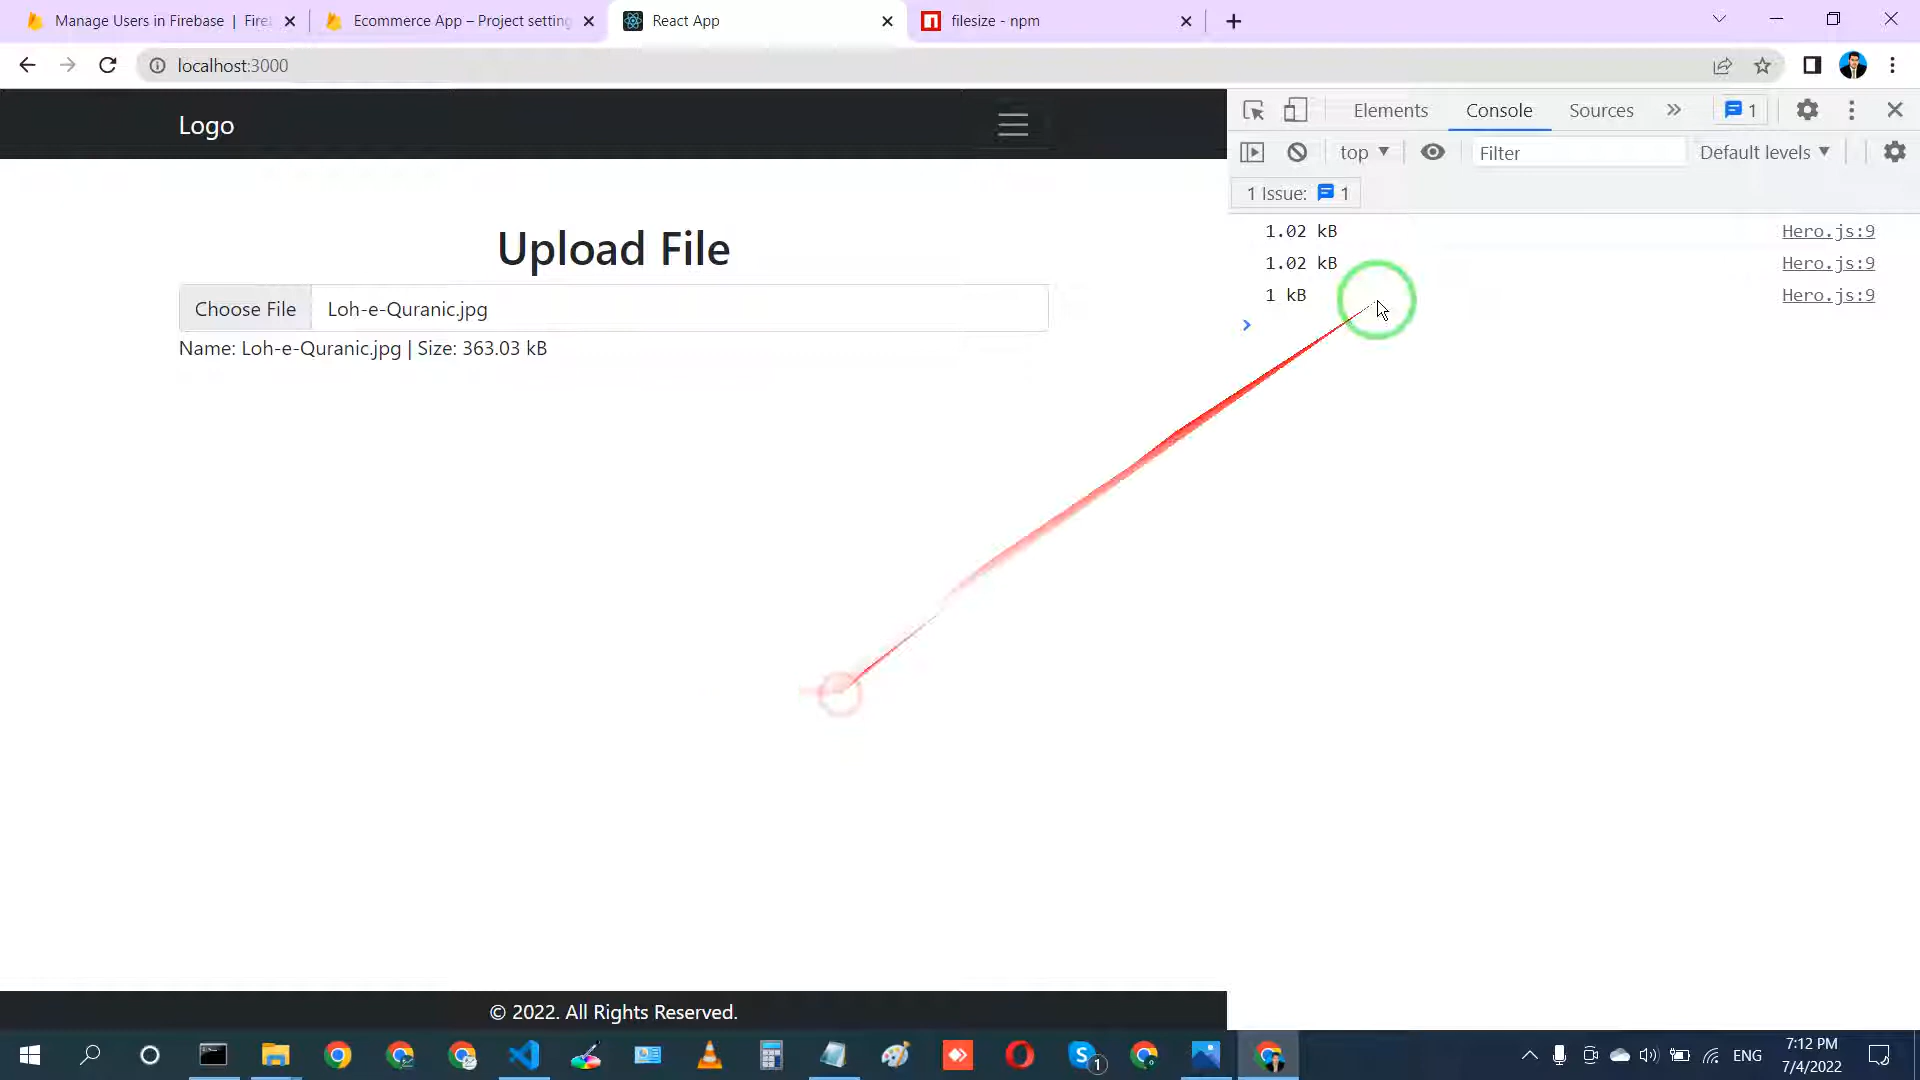 Manage Users in Firebase | Fire
Ecommerce App – Project setting
React App
filesize - npm
localhost:3000
Logo
Upload File
Choose File
Loh-e-Quranic.jpg
Name: Loh-e-Quranic.jpg | Size: 363.03 kB
© 2022. All Rights Reserved.
Elements
Console
Sources
1
top
Filter
Default levels
1 Issue: 1
1.02 kB Hero.js:9
1.02 kB Hero.js:9
1 kB Hero.js:9
1
ENG
7:12 PM
7/4/2022